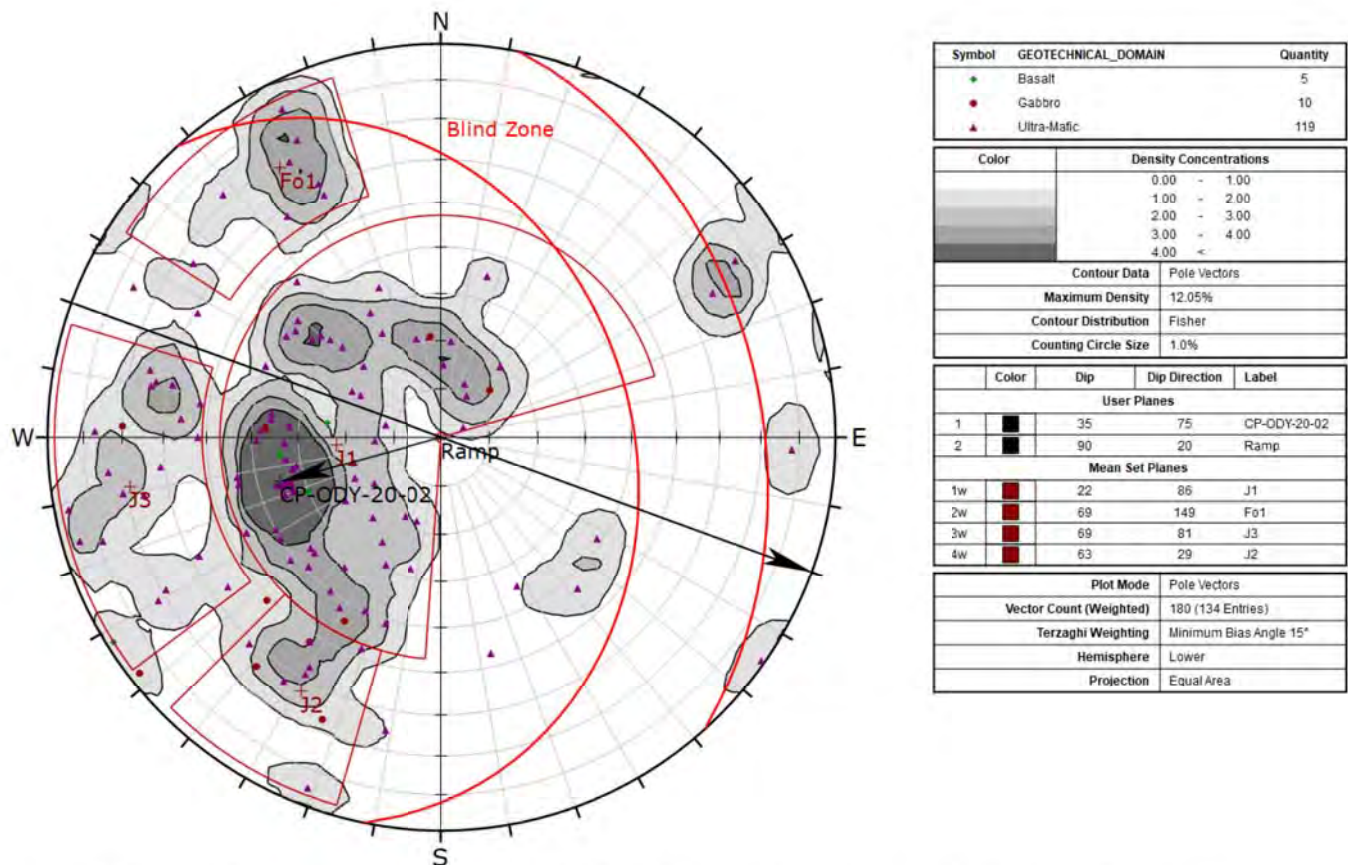 N
Blind Zone
Fo1
W
E
J1
Ramp
CP-ODY-20-02
J3
J2
S
Symbol GEOTECHNICAL_DOMAIN Quantity
Basalt 5
Gabbro 10
Ultra-Mafic 119
Color Density Concentrations
0.00 - 1.00
1.00 - 2.00
2.00 - 3.00
3.00 - 4.00
4.00 <
Contour Data Pole Vectors
Maximum Density 12.05%
Contour Distribution Fisher
Counting Circle Size 1.0%
Color Dip Dip Direction Label
User Planes
1 35 75 CP-ODY-20-02
2 90 20 Ramp
Mean Set Planes
1w 22 86 J1
2w 69 149 Fo1
3w 69 81 J3
4w 63 29 J2
Plot Mode Pole Vectors
Vector Count (Weighted) 180 (134 Entries)
Terzaghi Weighting Minimum Bias Angle 15°
Hemisphere Lower
Projection Equal Area